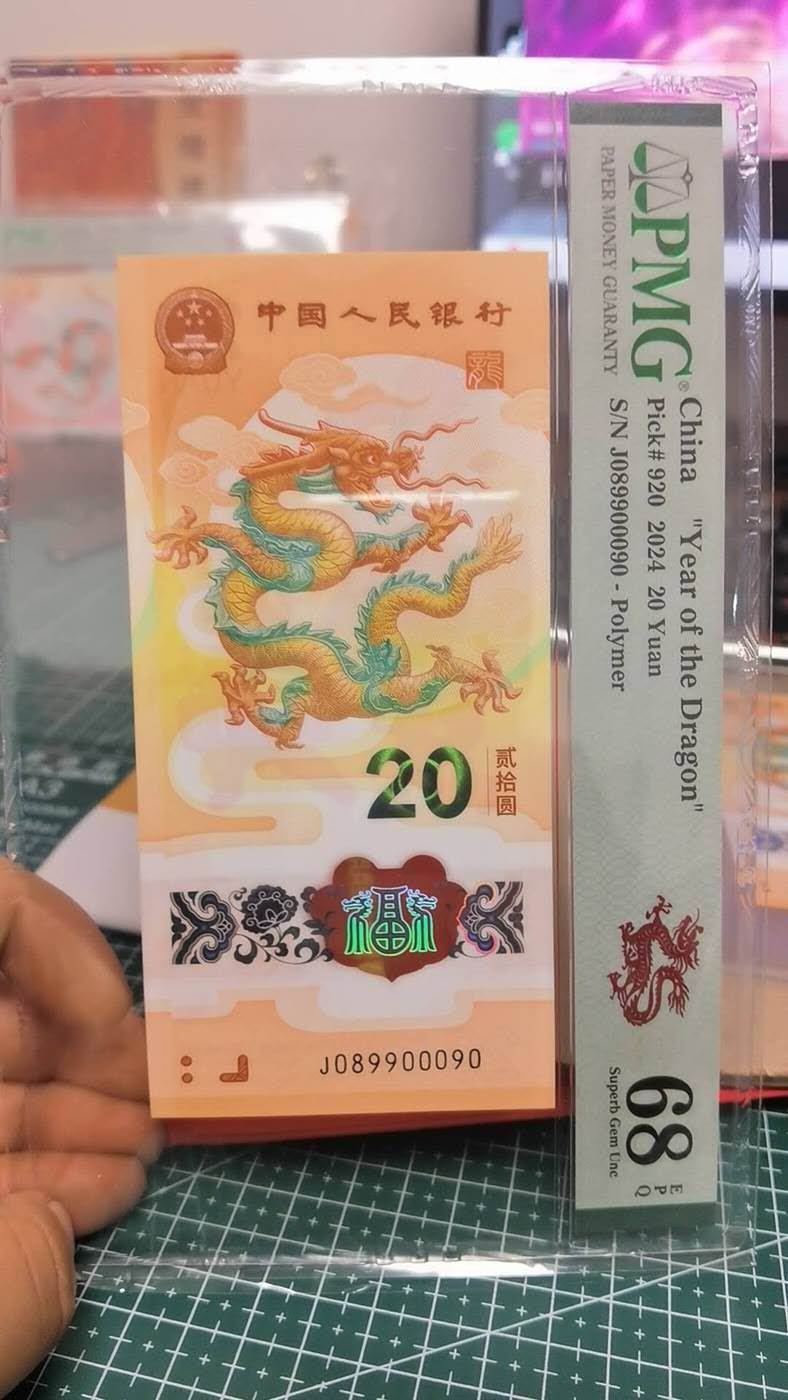 中国人民银行
龍
20
贰拾圆
J089900090
PMG®
PAPER MONEY GUARANTY
China "Year of the Dragon"
Pick# 920 2024 20 Yuan
S/N J089900090 - Polymer
68
EPQ
Superb Gem Unc